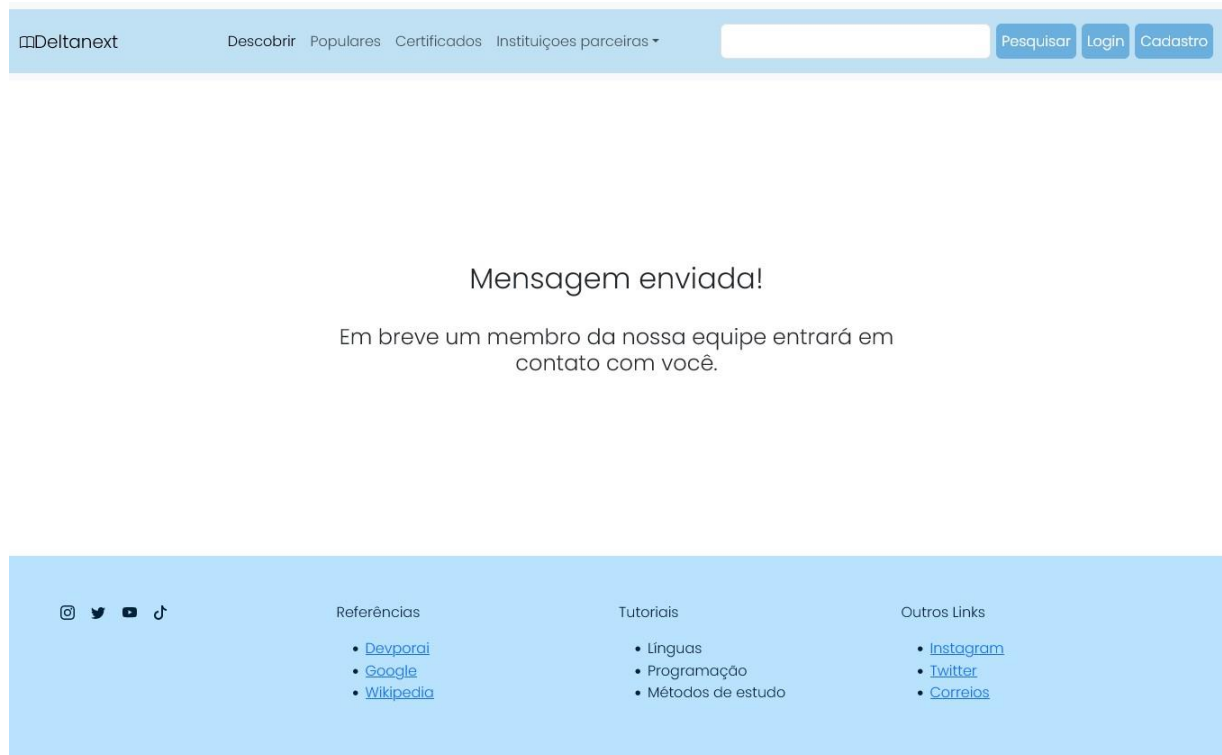 Deltanext
Descobrir Populares Certificados Instituiçoes parceiras
Pesquisar Login Cadastro
Mensagem enviada!
Em breve um membro da nossa equipe entrará em
contato com você.
Referências
Devporai
Google
Wikipedia
Tutoriais
Línguas
Programação
Métodos de estudo
Outros Links
Instagram
Twitter
Correios